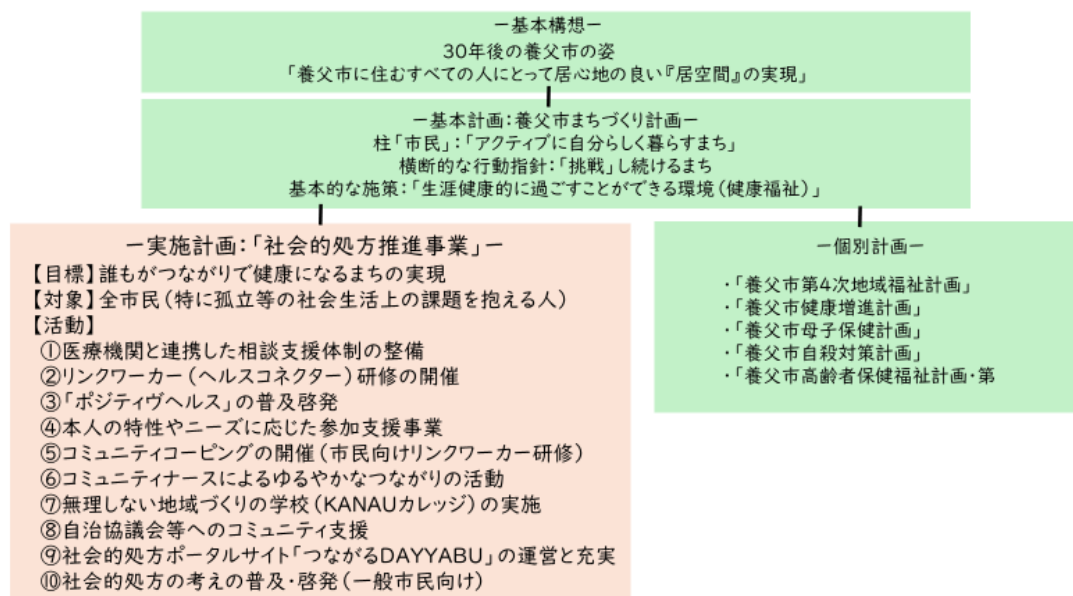 ー基本構想ー
30年後の養父市の姿
「養父市に住むすべての人にとって居心地の良い『居空間』の実現」
ー基本計画：養父市まちづくり計画ー
柱「市民」：「アクティブに自分らしく暮らすまち」
横断的な行動指針：「挑戦」し続けるまち
基本的な施策：「生涯健康的に過ごすことができる環境（健康福祉）」
ー実施計画：「社会的処方推進事業」ー
【目標】誰もがつながりで健康になるまちの実現
【対象】全市民（特に孤立等の社会生活上の課題を抱える人）
【活動】
①医療機関と連携した相談支援体制の整備
②リンクワーカー（ヘルスコネクター）研修の開催
③「ポジティヴヘルス」の普及啓発
④本人の特性やニーズに応じた参加支援事業
⑤コミュニティコーピングの開催（市民向けリンクワーカー研修）
⑥コミュニティナースによるゆるやかなつながりの活動
⑦無理しない地域づくりの学校（KANAUカレッジ）の実施
⑧自治協議会等へのコミュニティ支援
⑨社会的処方ポータルサイト「つながるDAYYABU」の運営と充実
⑩社会的処方の考えの普及・啓発（一般市民向け）
ー個別計画ー
・「養父市第4次地域福祉計画」
・「養父市健康増進計画」
・「養父市母子保健計画」
・「養父市自殺対策計画」
・「養父市高齢者保健福祉計画・第